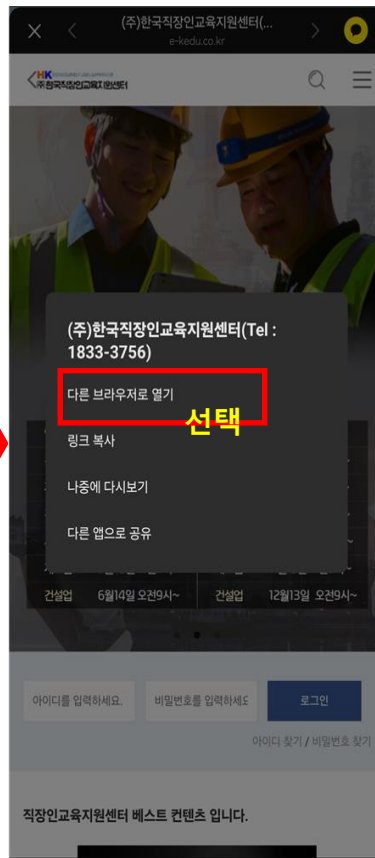 (주)한국직장인교육지원센터(...
e-kedu.co.kr
HK
㈜한국직장인교육지원센터
(주)한국직장인교육지원센터(Tel :
1833-3756)
다른 브라우저로 열기
선택
링크 복사
나중에 다시보기
다른 앱으로 공유
건설업 6월14일 오전9시~ 건설업 12월13일 오전9시~
아이디를 입력하세요. 비밀번호를 입력하세요 로그인
아이디 찾기 / 비밀번호 찾기
직장인교육지원센터 베스트 컨텐츠 입니다.